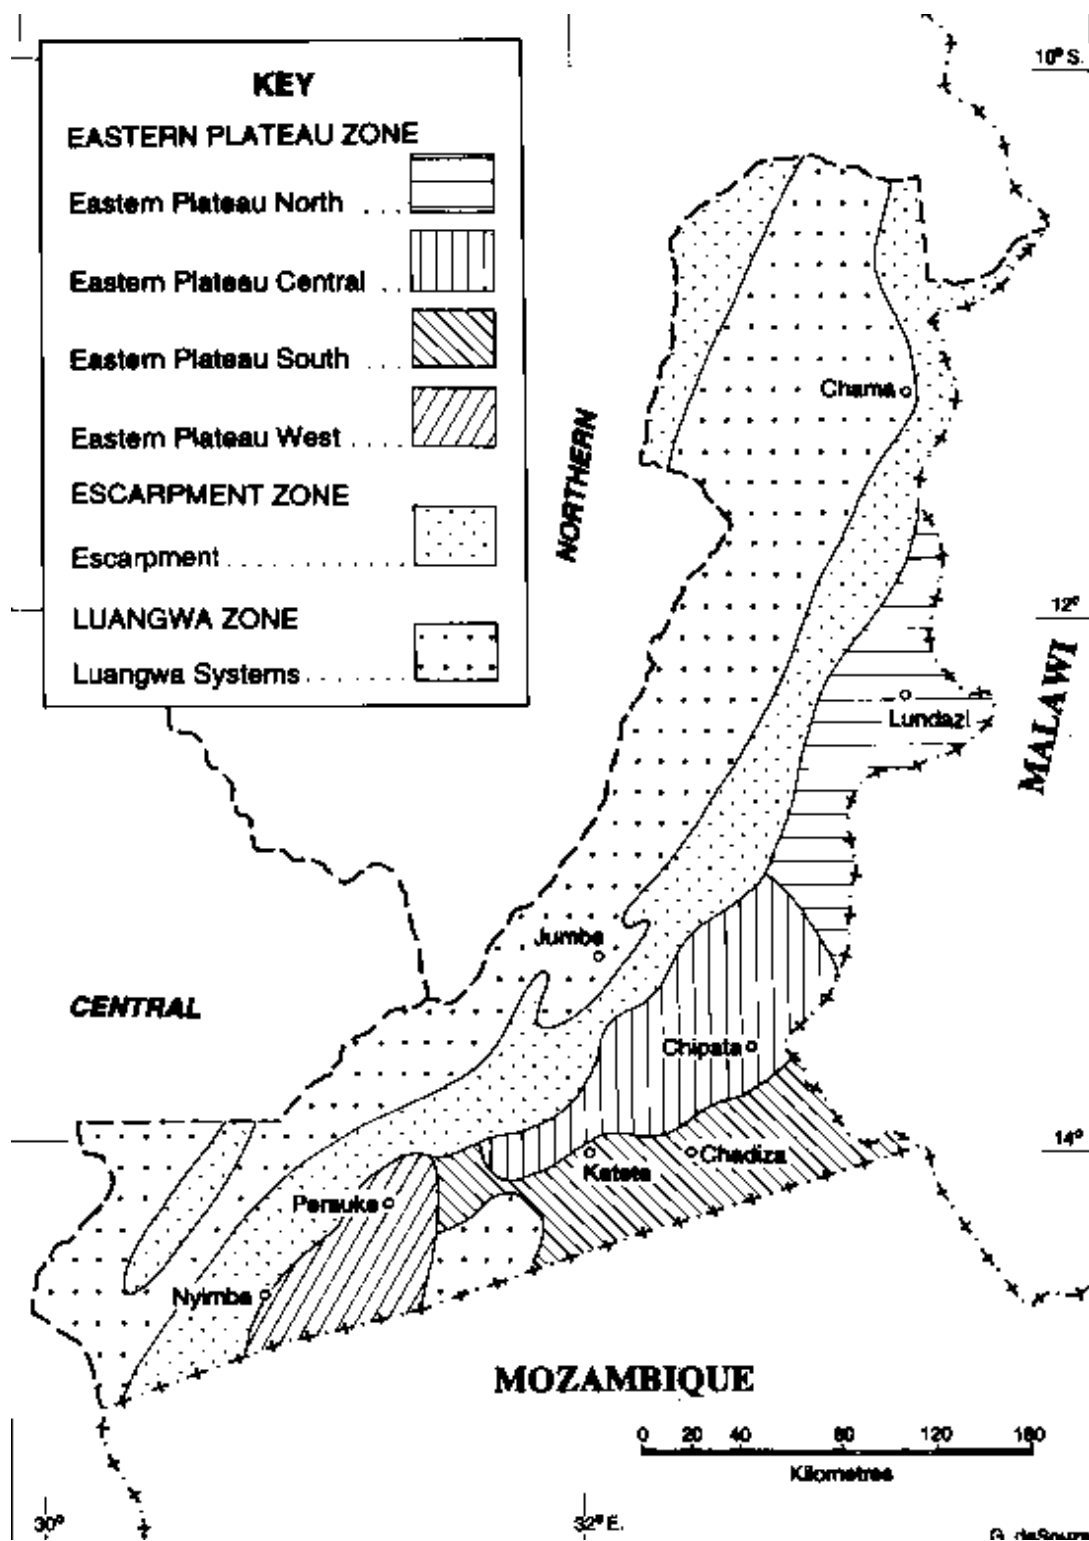 KEY
EASTERN PLATEAU ZONE
Eastern Plateau North . . .
Eastern Plateau Central . .
Eastern Plateau South . . . .
Eastern Plateau West . . . . .
ESCARPMENT ZONE
Escarpment . . . . . . . . . . . .
LUANGWA ZONE
Luangwa Systems . . . . . . .
10° S.
Chama
NORTHERN
12°
MALAWI
Lundazi
Jumbe
CENTRAL
Chipata
14°
Katete
Chadiza
Petauke
Nyimba
MOZAMBIQUE
0 20 40 80 120 160
Kilometres
30°
32° E.
G. deSouza